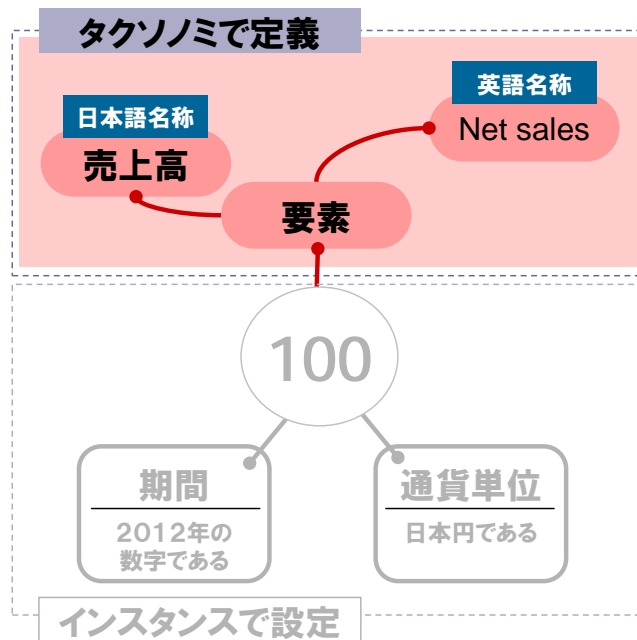 タクソノミで定義
英語名称
Net sales
日本語名称
売上高
要素
100
期間
2012年の
数字である
通貨単位
日本円である
インスタンスで設定